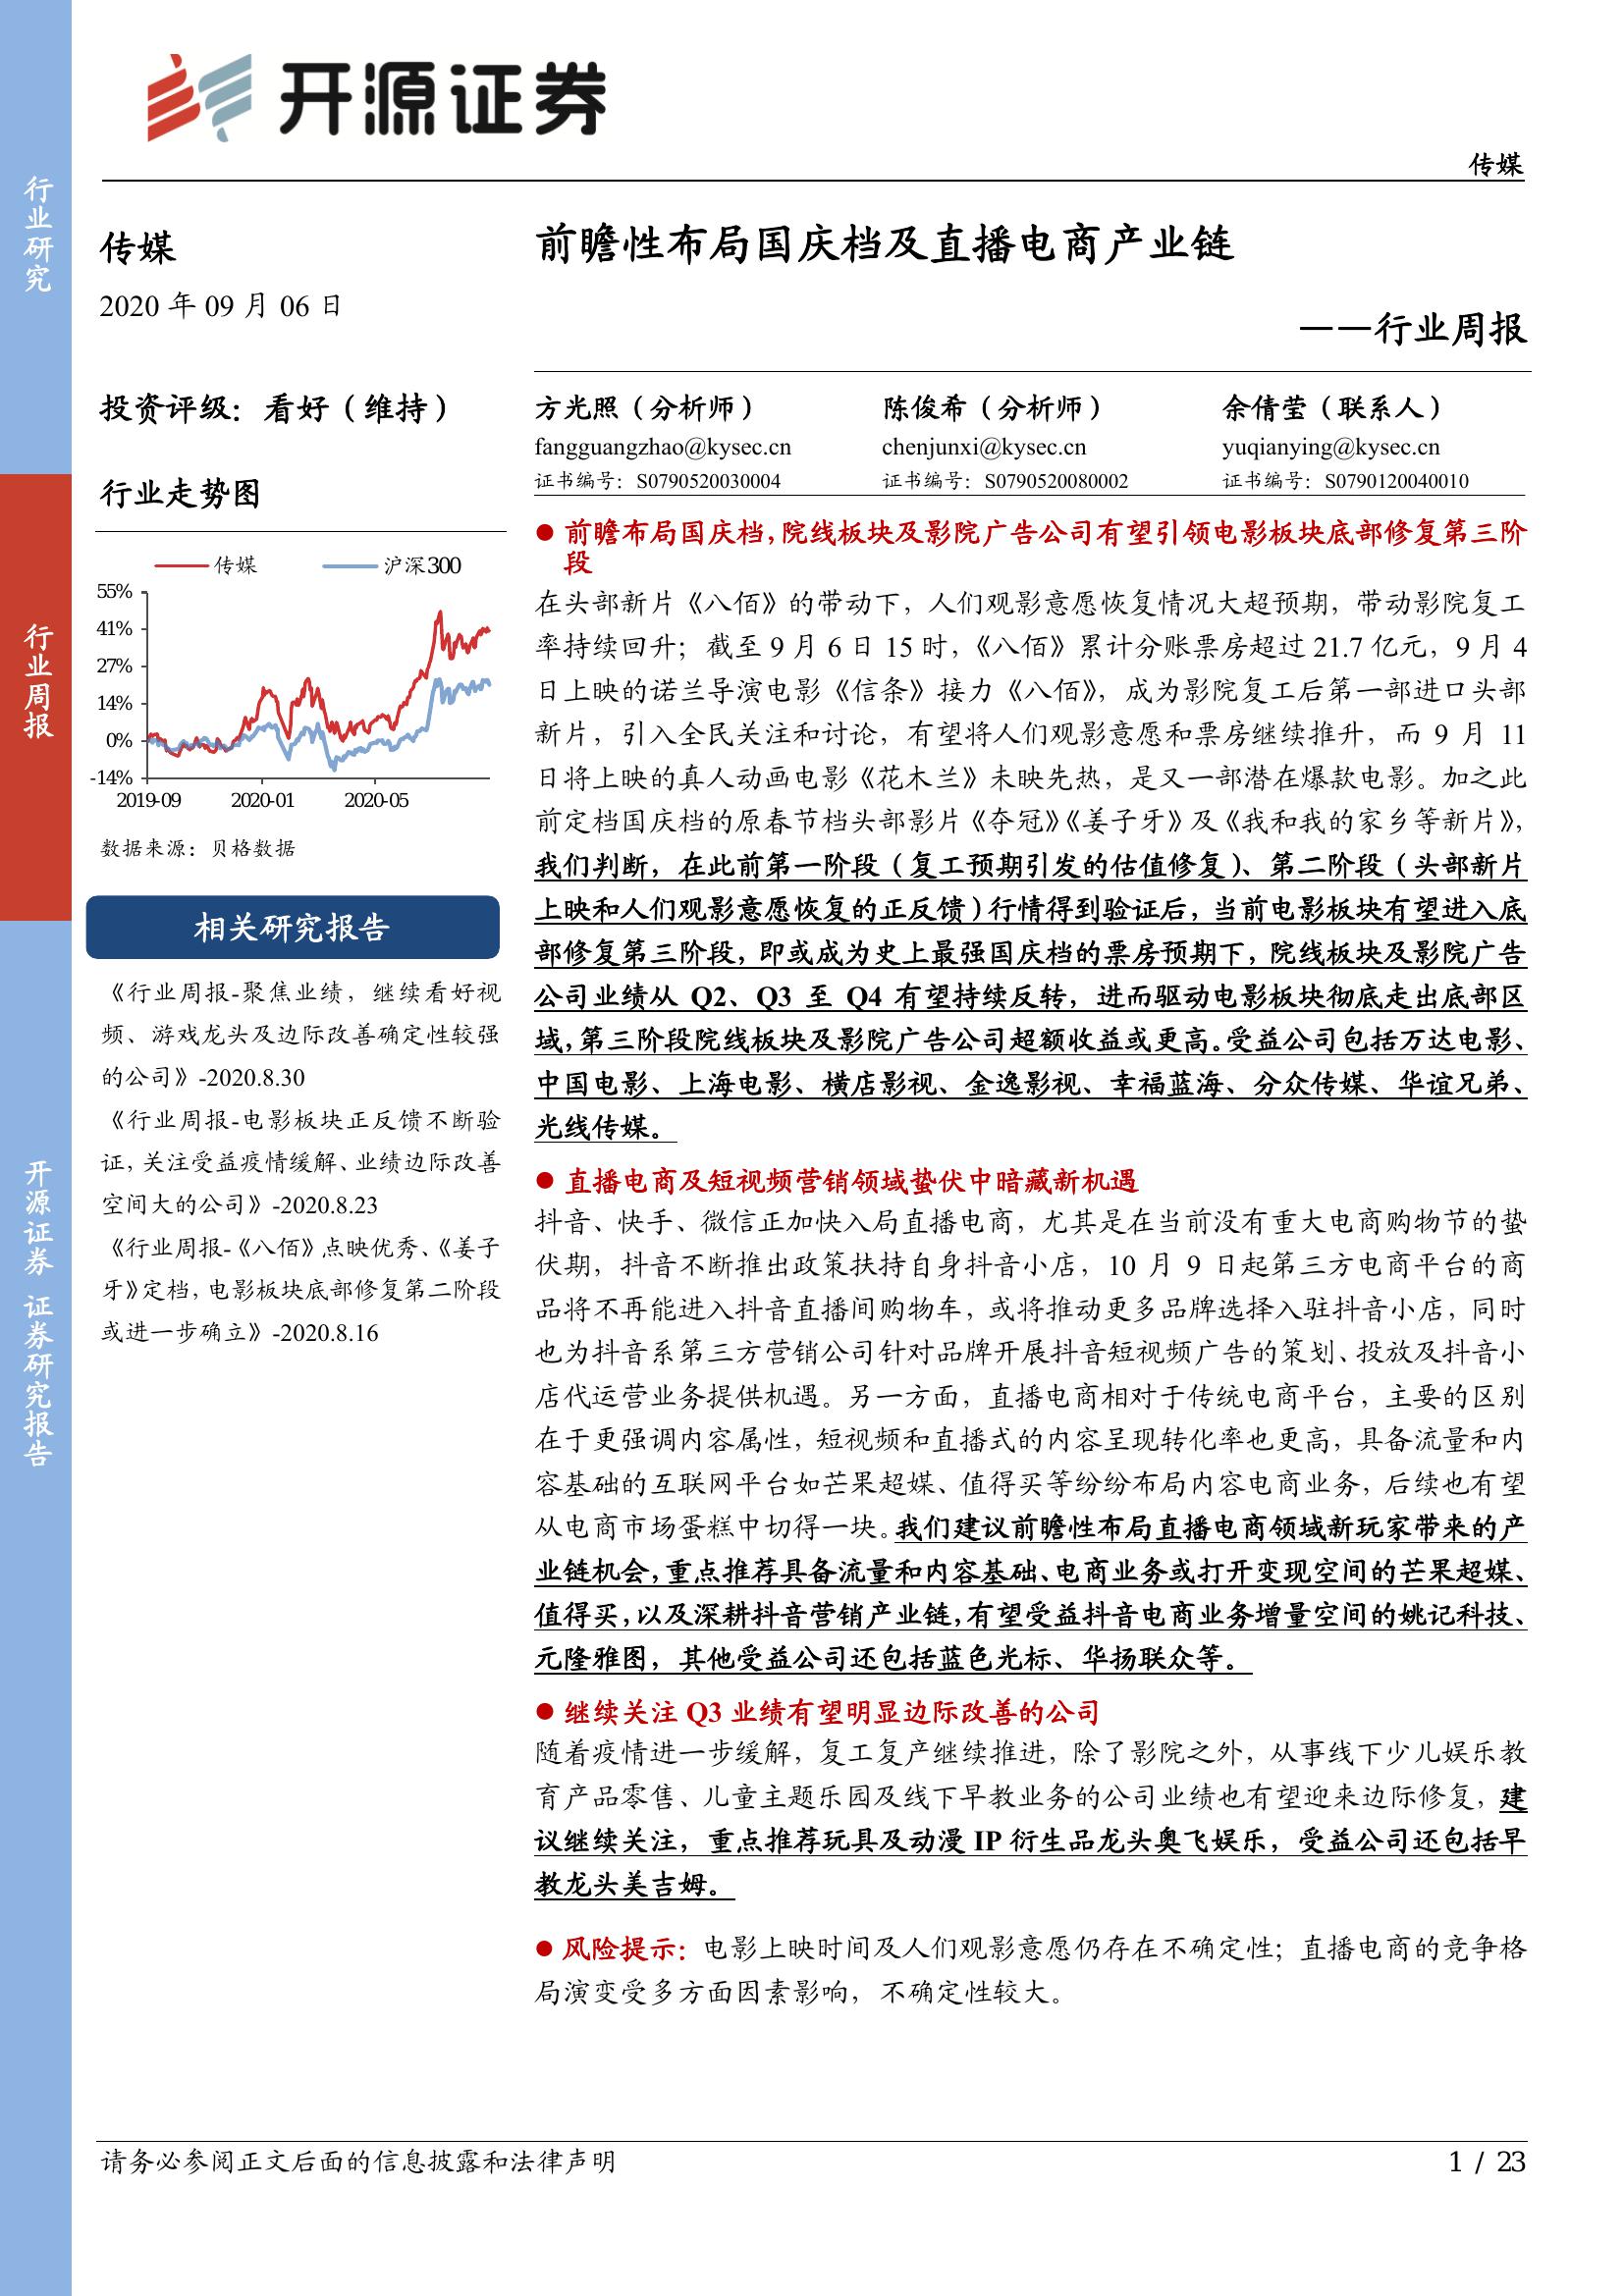 开源证券
传媒
行业研究
行业周报
开源证券 证券研究报告
传媒
2020 年 09 月 06 日
投资评级：看好（维持）
行业走势图
传媒 沪深300
55%
41%
27%
14%
0%
-14%
2019-09 2020-01 2020-05
数据来源：贝格数据
相关研究报告
《行业周报-聚焦业绩，继续看好视
频、游戏龙头及边际改善确定性较强
的公司》-2020.8.30
《行业周报-电影板块正反馈不断验
证，关注受益疫情缓解、业绩边际改善
空间大的公司》-2020.8.23
《行业周报-《八佰》点映优秀、《姜子
牙》定档，电影板块底部修复第二阶段
或进一步确立》-2020.8.16
前瞻性布局国庆档及直播电商产业链
——行业周报
方光照（分析师） 陈俊希（分析师） 余倩莹（联系人）
fangguangzhao@kysec.cn chenjunxi@kysec.cn yuqianying@kysec.cn
证书编号：S0790520030004 证书编号：S0790520080002 证书编号：S0790120040010
● 前瞻布局国庆档，院线板块及影院广告公司有望引领电影板块底部修复第三阶
段
在头部新片《八佰》的带动下，人们观影意愿恢复情况大超预期，带动影院复工
率持续回升；截至 9 月 6 日 15 时，《八佰》累计分账票房超过 21.7 亿元，9 月 4
日上映的诺兰导演电影《信条》接力《八佰》，成为影院复工后第一部进口头部
新片，引入全民关注和讨论，有望将人们观影意愿和票房继续推升，而 9 月 11
日将上映的真人动画电影《花木兰》未映先热，是又一部潜在爆款电影。加之此
前定档国庆档的原春节档头部影片《夺冠》《姜子牙》及《我和我的家乡等新片》，
我们判断，在此前第一阶段（复工预期引发的估值修复）、第二阶段（头部新片
上映和人们观影意愿恢复的正反馈）行情得到验证后，当前电影板块有望进入底
部修复第三阶段，即或成为史上最强国庆档的票房预期下，院线板块及影院广告
公司业绩从 Q2、Q3 至 Q4 有望持续反转，进而驱动电影板块彻底走出底部区
域，第三阶段院线板块及影院广告公司超额收益或更高。受益公司包括万达电影、
中国电影、上海电影、横店影视、金逸影视、幸福蓝海、分众传媒、华谊兄弟、
光线传媒。
● 直播电商及短视频营销领域蛰伏中暗藏新机遇
抖音、快手、微信正加快入局直播电商，尤其是在当前没有重大电商购物节的蛰
伏期，抖音不断推出政策扶持自身抖音小店，10 月 9 日起第三方电商平台的商
品将不再能进入抖音直播间购物车，或将推动更多品牌选择入驻抖音小店，同时
也为抖音系第三方营销公司针对品牌开展抖音短视频广告的策划、投放及抖音小
店代运营业务提供机遇。另一方面，直播电商相对于传统电商平台，主要的区别
在于更强调内容属性，短视频和直播式的内容呈现转化率也更高，具备流量和内
容基础的互联网平台如芒果超媒、值得买等纷纷布局内容电商业务，后续也有望
从电商市场蛋糕中切得一块。我们建议前瞻性布局直播电商领域新玩家带来的产
业链机会，重点推荐具备流量和内容基础、电商业务或打开变现空间的芒果超媒、
值得买，以及深耕抖音营销产业链，有望受益抖音电商业务增量空间的姚记科技、
元隆雅图，其他受益公司还包括蓝色光标、华扬联众等。
● 继续关注 Q3 业绩有望明显边际改善的公司
随着疫情进一步缓解，复工复产继续推进，除了影院之外，从事线下少儿娱乐教
育产品零售、儿童主题乐园及线下早教业务的公司业绩也有望迎来边际修复，建
议继续关注，重点推荐玩具及动漫 IP 衍生品龙头奥飞娱乐，受益公司还包括早
教龙头美吉姆。
● 风险提示：电影上映时间及人们观影意愿仍存在不确定性；直播电商的竞争格
局演变受多方面因素影响，不确定性较大。
请务必参阅正文后面的信息披露和法律声明 1 / 23